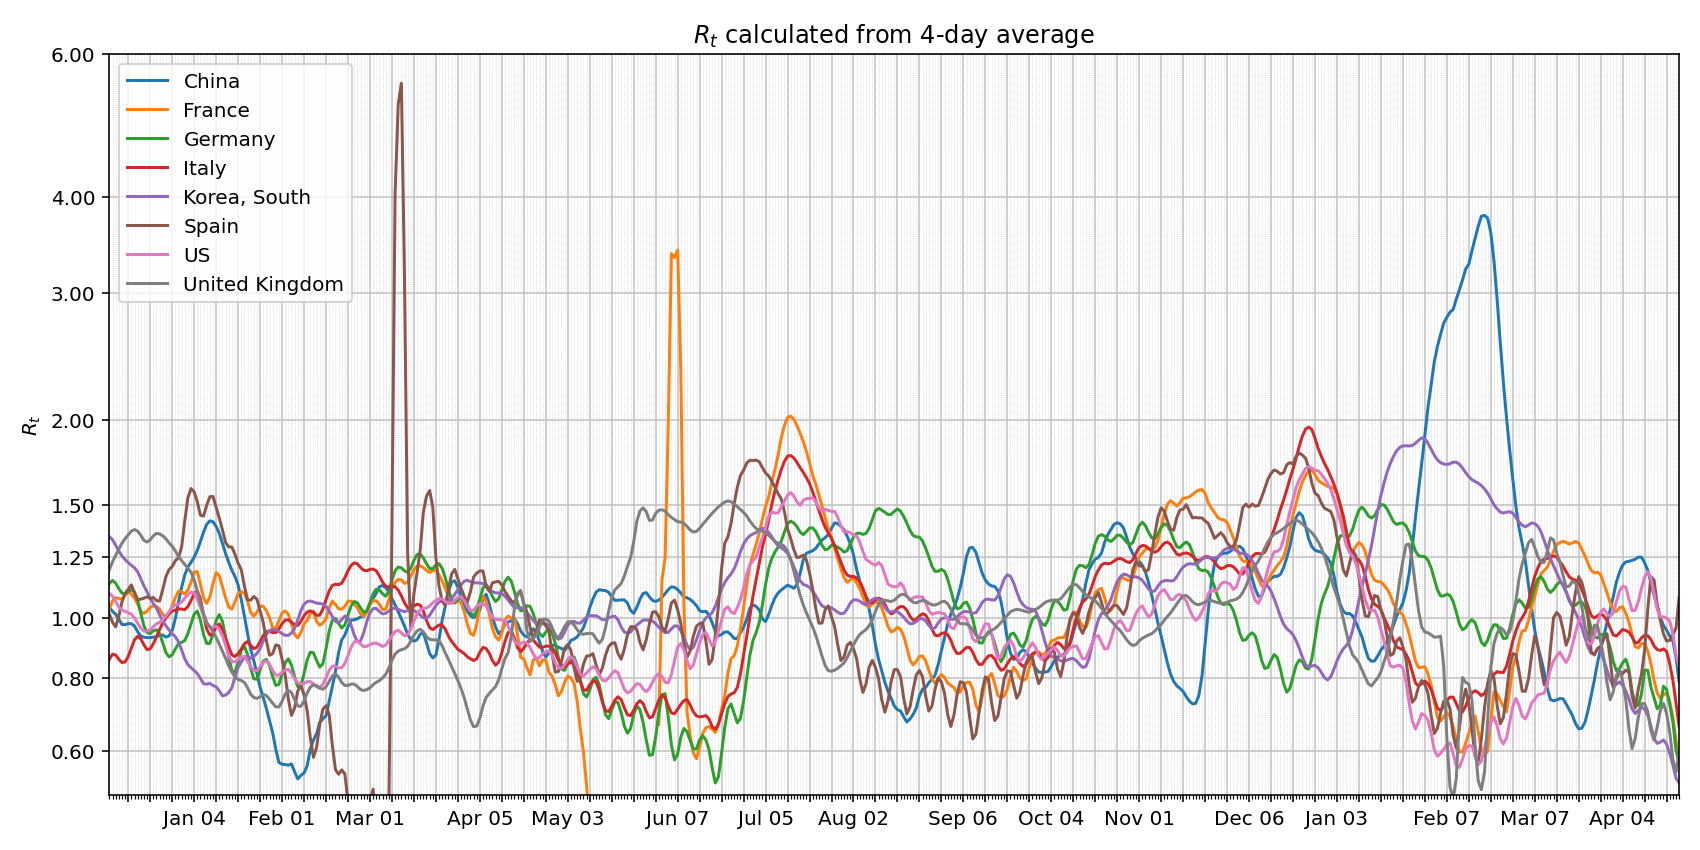 R_t calculated from 4-day average
6.00
4.00
3.00
2.00
1.50
1.25
1.00
0.80
0.60
R_t
China
France
Germany
Italy
Korea, South
Spain
US
United Kingdom
Jan 04 Feb 01 Mar 01 Apr 05 May 03 Jun 07 Jul 05 Aug 02 Sep 06 Oct 04 Nov 01 Dec 06 Jan 03 Feb 07 Mar 07 Apr 04